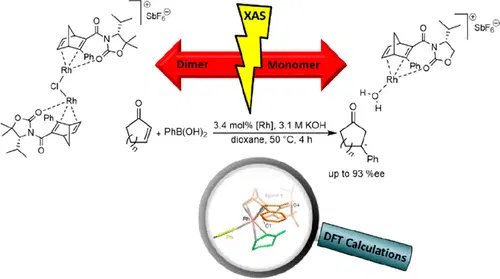 XAS
Dimer
Monomer
SbF6⁻
SbF6⁻
+
+
O
O
N
N
O
O
O
O
Ph
Ph
Rh
Rh
Cl
O
Rh
H
H
O
O
O
N
O
Ph
O
O
n
+ PhB(OH)2
3.4 mol% [Rh], 3.1 M KOH
dioxane, 50 °C, 4 h
n
Ph
up to 93 %ee
Rh
O1
DFT Calculations